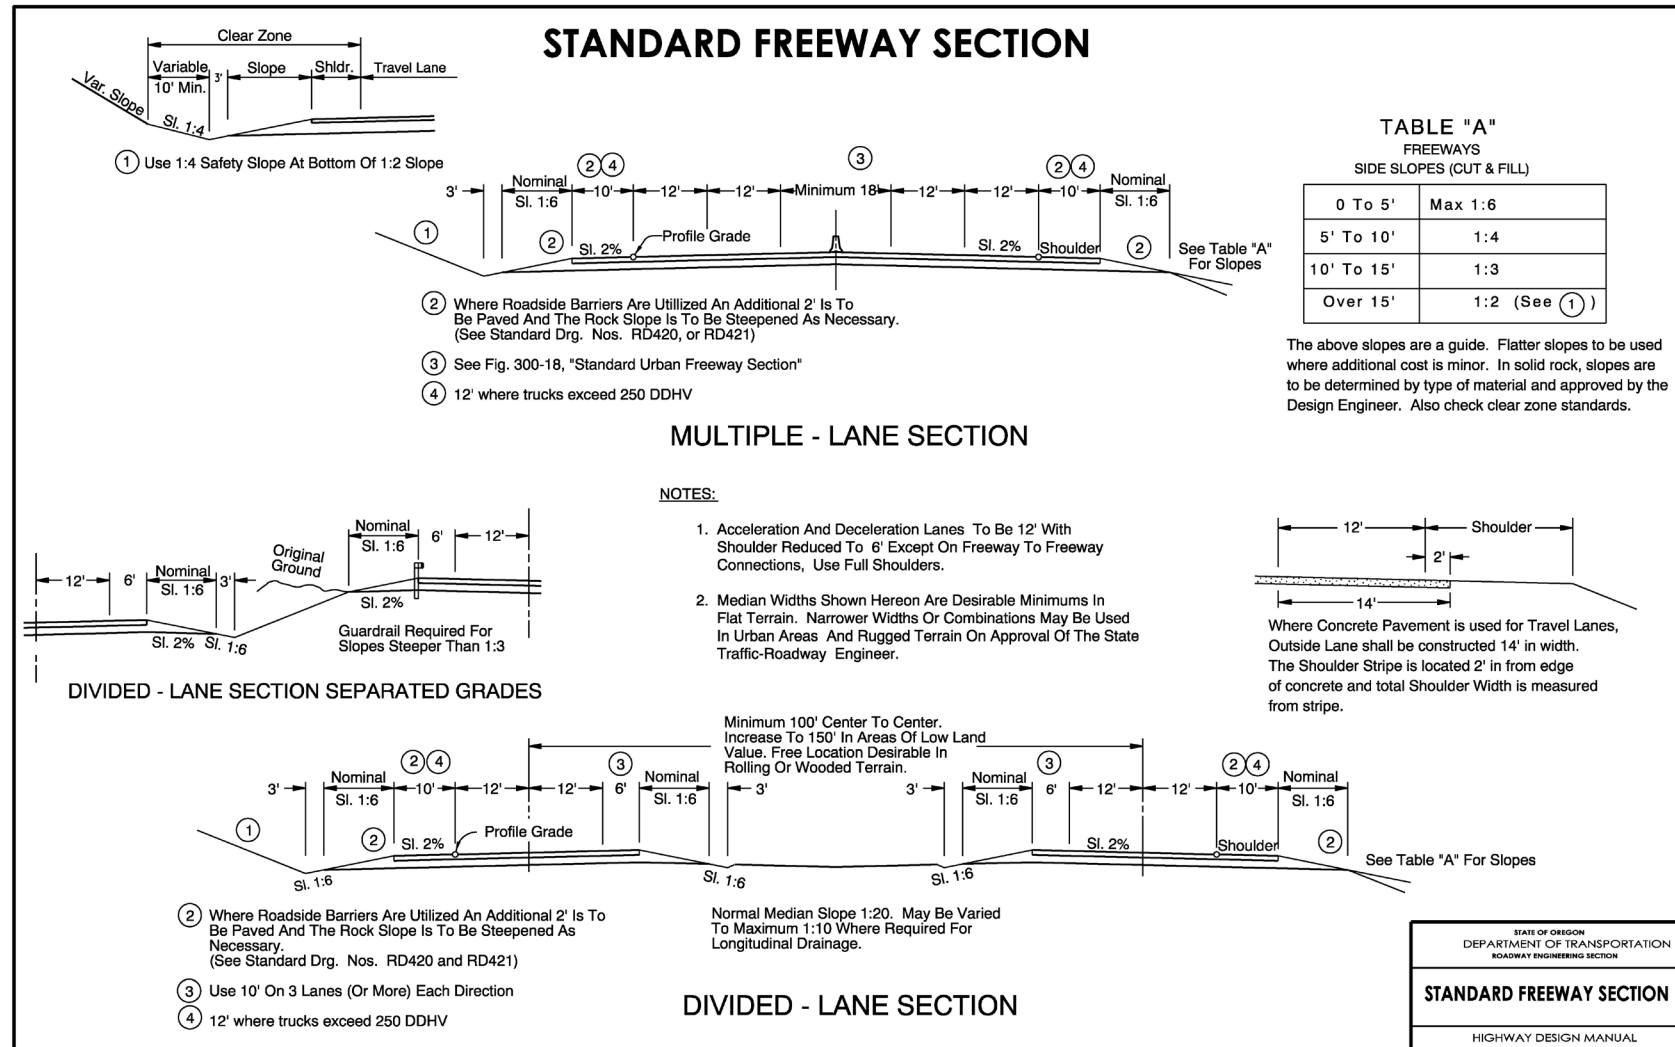 STANDARD FREEWAY SECTION
Clear Zone
Variable
10' Min.
3'
Slope
Shldr.
Travel Lane
Var. Slope
Sl. 1:4
1 Use 1:4 Safety Slope At Bottom Of 1:2 Slope
2 4
3
2 4
3'
Nominal
Sl. 1:6
10'
12'
12'
Minimum 18'
12'
12'
10'
Nominal
Sl. 1:6
1
2
Sl. 2%
Profile Grade
Sl. 2%
Shoulder
2
See Table "A"
For Slopes
2 Where Roadside Barriers Are Utillized An Additional 2' Is To
Be Paved And The Rock Slope Is To Be Steepened As Necessary.
(See Standard Drg. Nos. RD420, or RD421)
3 See Fig. 300-18, "Standard Urban Freeway Section"
4 12' where trucks exceed 250 DDHV
MULTIPLE - LANE SECTION
TABLE "A"
FREEWAYS
SIDE SLOPES (CUT & FILL)
0 To 5' Max 1:6
5' To 10' 1:4
10' To 15' 1:3
Over 15' 1:2 (See 1 )
The above slopes are a guide. Flatter slopes to be used
where additional cost is minor. In solid rock, slopes are
to be determined by type of material and approved by the
Design Engineer. Also check clear zone standards.
12'
6'
Nominal
Sl. 1:6
3'
Original
Ground
Nominal
Sl. 1:6
6'
12'
Sl. 2%
Sl. 2%
Sl. 1:6
Guardrail Required For
Slopes Steeper Than 1:3
DIVIDED - LANE SECTION SEPARATED GRADES
NOTES:
1. Acceleration And Deceleration Lanes To Be 12' With
Shoulder Reduced To 6' Except On Freeway To Freeway
Connections, Use Full Shoulders.
2. Median Widths Shown Hereon Are Desirable Minimums In
Flat Terrain. Narrower Widths Or Combinations May Be Used
In Urban Areas And Rugged Terrain On Approval Of The State
Traffic-Roadway Engineer.
12'
Shoulder
2'
14'
Where Concrete Pavement is used for Travel Lanes,
Outside Lane shall be constructed 14' in width.
The Shoulder Stripe is located 2' in from edge
of concrete and total Shoulder Width is measured
from stripe.
Minimum 100' Center To Center.
Increase To 150' In Areas Of Low Land
Value. Free Location Desirable In
Rolling Or Wooded Terrain.
2 4
3
3
2 4
3'
Nominal
Sl. 1:6
10'
12'
12'
6'
Nominal
Sl. 1:6
3'
3'
Nominal
Sl. 1:6
6'
12'
12'
10'
Nominal
Sl. 1:6
1
2
Sl. 2%
Profile Grade
Sl. 2%
Shoulder
2
See Table "A" For Slopes
Sl. 1:6
Sl. 1:6
Sl. 1:6
2 Where Roadside Barriers Are Utilized An Additional 2' Is To
Be Paved And The Rock Slope Is To Be Steepened As
Necessary.
(See Standard Drg. Nos. RD420 and RD421)
3 Use 10' On 3 Lanes (Or More) Each Direction
4 12' where trucks exceed 250 DDHV
Normal Median Slope 1:20. May Be Varied
To Maximum 1:10 Where Required For
Longitudinal Drainage.
DIVIDED - LANE SECTION
STATE OF OREGON
DEPARTMENT OF TRANSPORTATION
ROADWAY ENGINEERING SECTION
STANDARD FREEWAY SECTION
HIGHWAY DESIGN MANUAL